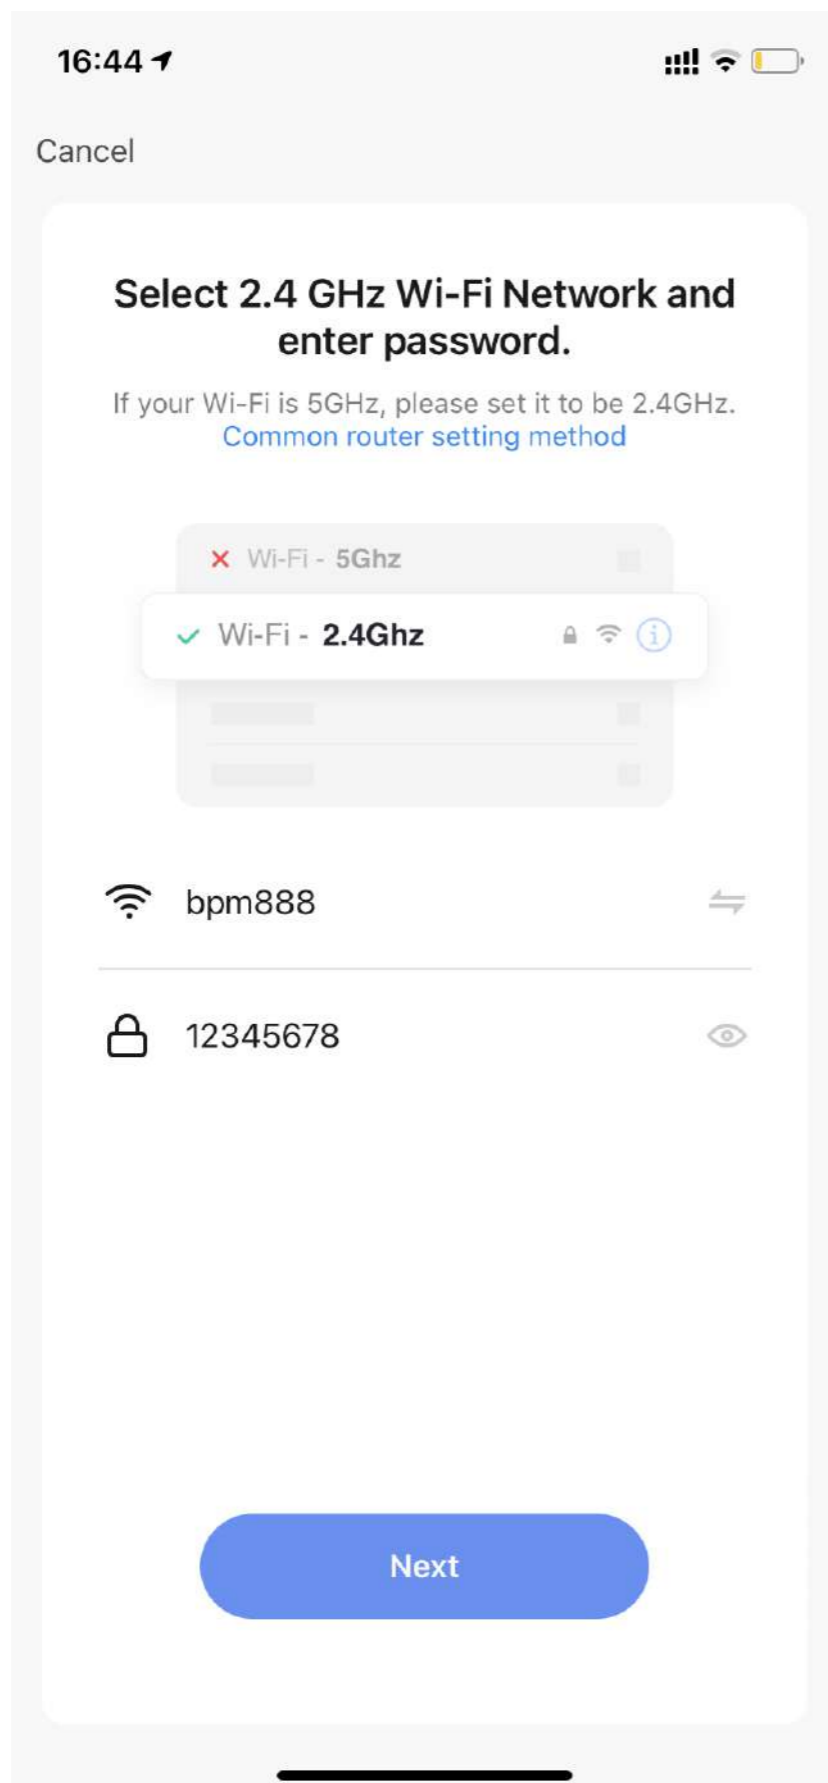 16:44
Cancel
Select 2.4 GHz Wi-Fi Network and
enter password.
If your Wi-Fi is 5GHz, please set it to be 2.4GHz.
Common router setting method
Wi-Fi - 5Ghz
Wi-Fi - 2.4Ghz
bpm888
12345678
Next